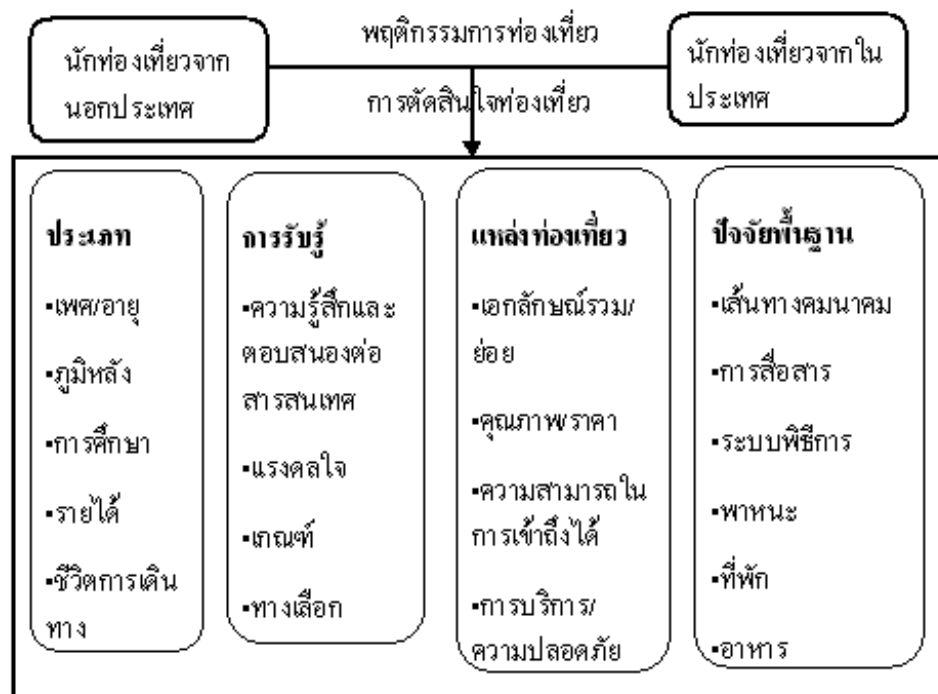 นักท่องเที่ยวจาก
นอกประเทศ
พฤติกรรมการท่องเที่ยว
การตัดสินใจท่องเที่ยว
นักท่องเที่ยวจากใน
ประเทศ
ประเภท
▪เพศ/อายุ
▪ภูมิหลัง
▪การศึกษา
▪รายได้
▪ชีวิตการเดิน
ทาง
การรับรู้
▪ความรู้สึกและ
ตอบสนองต่อ
สารสนเทศ
▪แรงดลใจ
▪เกณฑ์
▪ทางเลือก
แหล่งท่องเที่ยว
▪เอกลักษณ์รวม/
ย่อย
▪คุณภาพ/ราคา
▪ความสามารถใน
การเข้าถึงได้
▪การบริการ/
ความปลอดภัย
ปัจจัยพื้นฐาน
▪เส้นทางคมนาคม
▪การสื่อสาร
▪ระบบพิธีการ
▪พาหนะ
▪ที่พัก
▪อาหาร